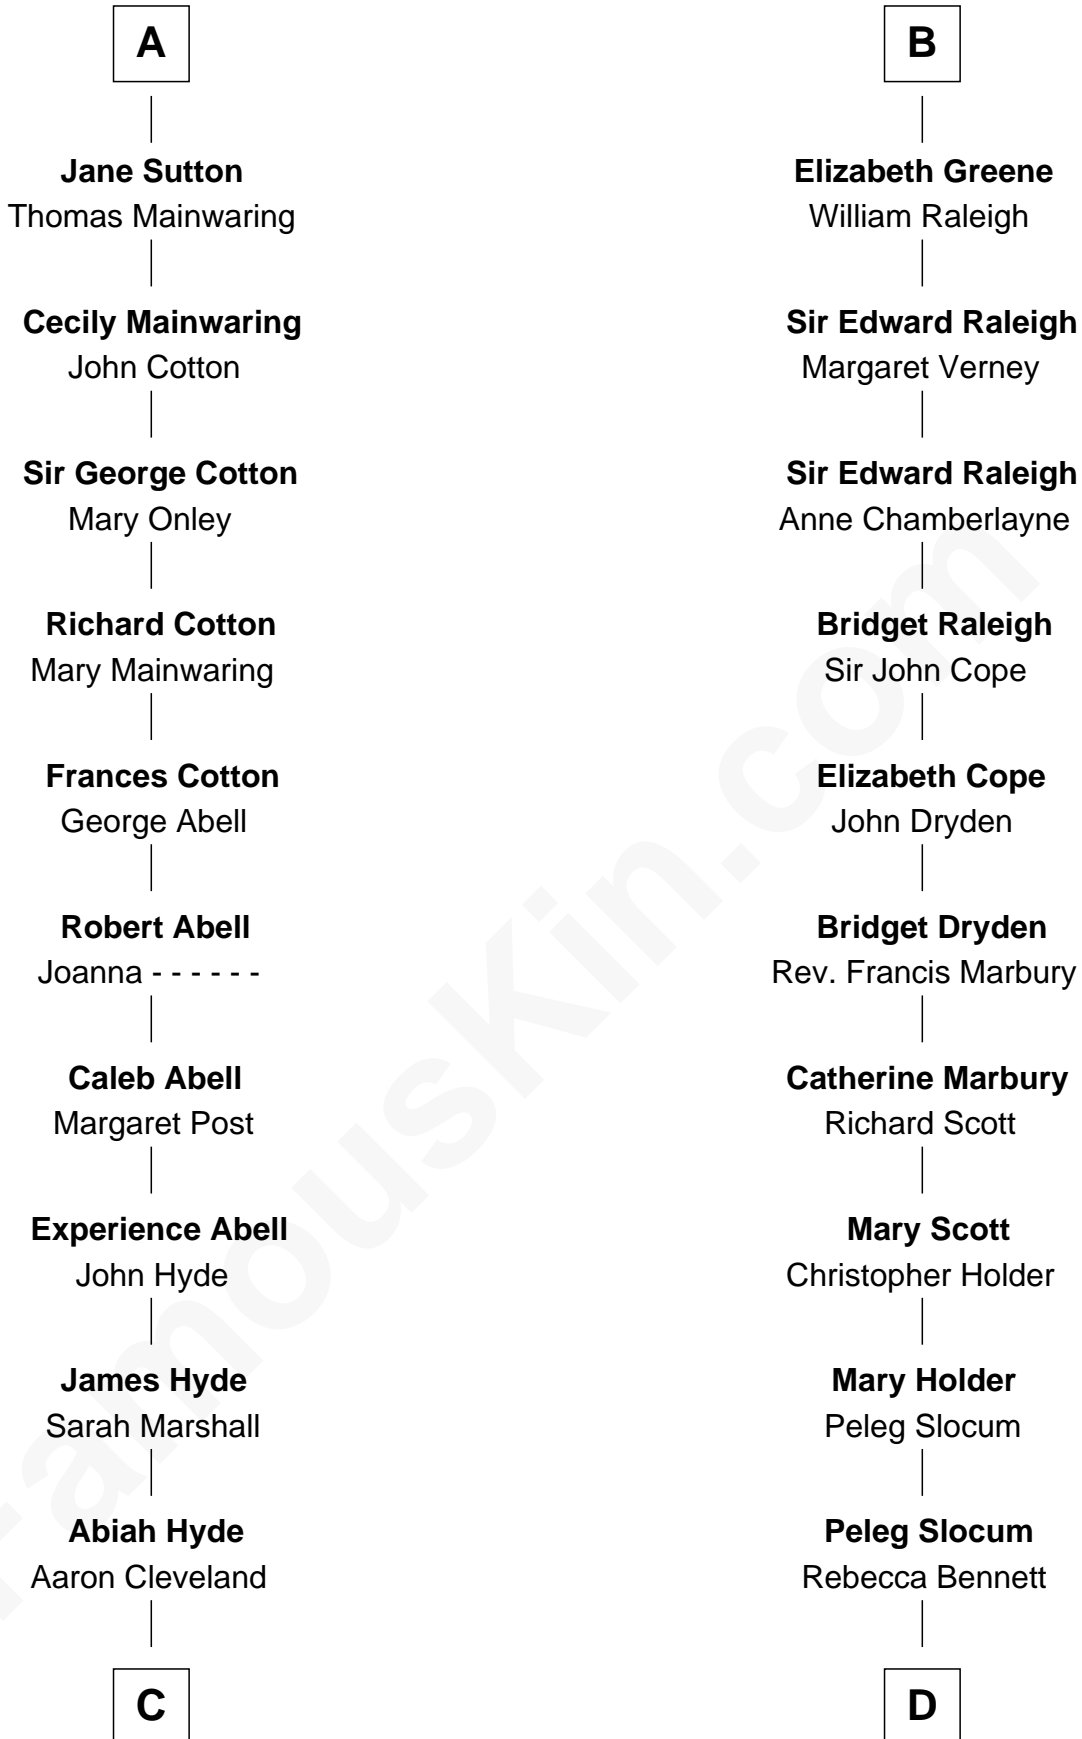 A
Jane Sutton
Thomas Mainwaring
Cecily Mainwaring
John Cotton
Sir George Cotton
Mary Onley
Richard Cotton
Mary Mainwaring
Frances Cotton
George Abell
Robert Abell
Joanna - - - - - -
Caleb Abell
Margaret Post
Experience Abell
John Hyde
James Hyde
Sarah Marshall
Abiah Hyde
Aaron Cleveland
C
B
Elizabeth Greene
William Raleigh
Sir Edward Raleigh
Margaret Verney
Sir Edward Raleigh
Anne Chamberlayne
Bridget Raleigh
Sir John Cope
Elizabeth Cope
John Dryden
Bridget Dryden
Rev. Francis Marbury
Catherine Marbury
Richard Scott
Mary Scott
Christopher Holder
Mary Holder
Peleg Slocum
Peleg Slocum
Rebecca Bennett
D
FamousKin.com